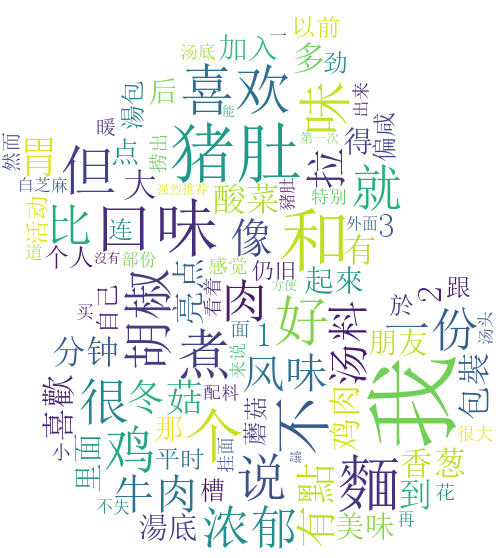 一
以前
汤底
加入
多
劲
喜欢
味
湯包
后
出来
能
然而
胃
但
暖
捞出
猪肚
第一次
得
偏咸
拉
点
白芝麻
大
强烈推荐
豬肚
就
活动
比
连
口味
酸菜
特别
3
外面
道
个人
沒有
部份
胡椒
亮点
像
和
有
感觉
仍旧
起來
方便
看着
肉
买
自己
煮
好
汤料
於
2
跟
一份
画
1
分钟
来说
风味
朋友
汤头
我
包裝
喜歡
很
冬菇
个
不
配料
蘑菇
鸡肉
那
挂面
小
里面
鸡
平时
说
讓
很大
麵
香葱
不失
牛肉
槽
有點
到
花
湯底
浓郁
美味
再